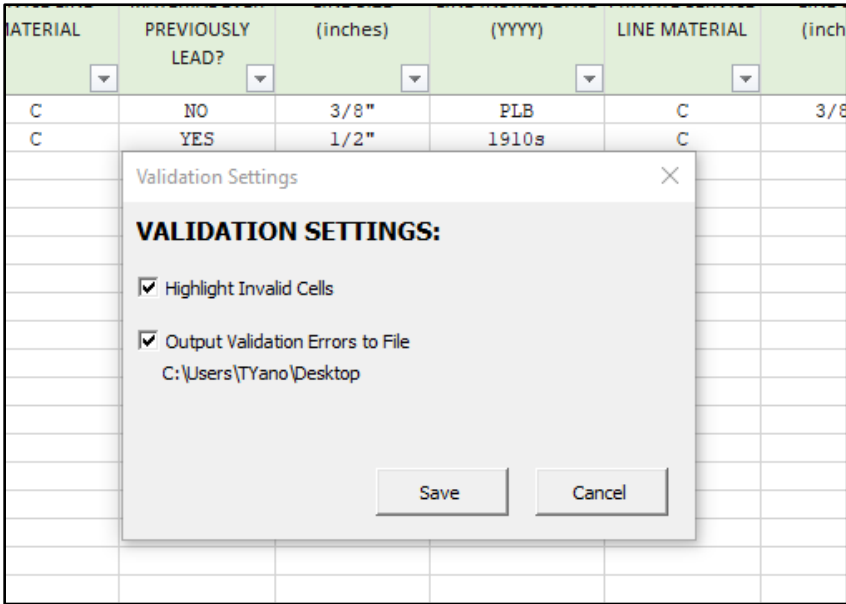 PREVIOUSLY (inches) (YYYY) LINE MATERIAL
LEAD?
C NO 3/8" PLB C
C YES 1/2" 1910s C
Validation Settings
VALIDATION SETTINGS:
Highlight Invalid Cells
Output Validation Errors to File
C:\Users\TYano\Desktop
Save Cancel